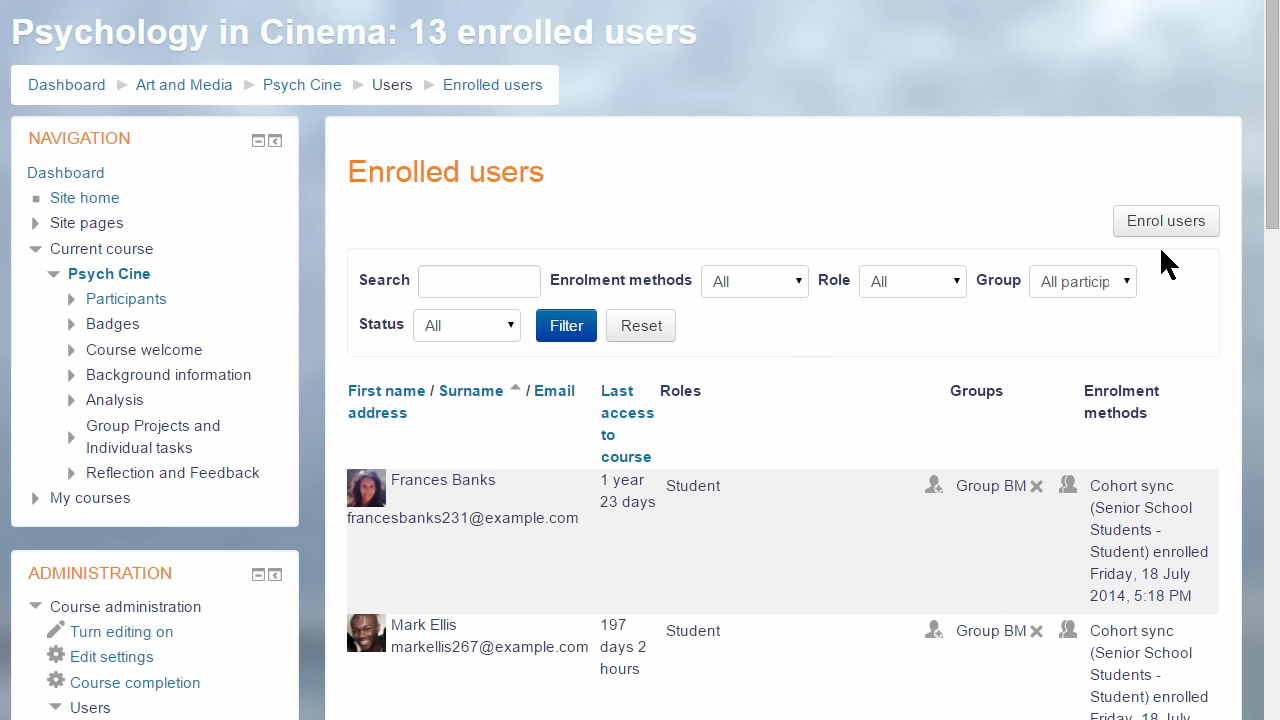 Psychology in Cinema: 13 enrolled users
Dashboard Art and Media Psych Cine Users Enrolled users
NAVIGATION
Dashboard
Site home
Site pages
Current course
Psych Cine
Participants
Badges
Course welcome
Background information
Analysis
Group Projects and
Individual tasks
Reflection and Feedback
My courses
ADMINISTRATION
Course administration
Turn editing on
Edit settings
Course completion
Users
Enrolled users
Enrol users
Search Enrolment methods All Role All Group All particip
Status All Filter Reset
First name / Surname / Email
address
Last
access
to
course
Roles
Groups
Enrolment
methods
Frances Banks
francesbanks231@example.com
1 year
23 days
Student
Group BM
Cohort sync
(Senior School
Students -
Student) enrolled
Friday, 18 July
2014, 5:18 PM
Mark Ellis
markellis267@example.com
197
days 2
hours
Student
Group BM
Cohort sync
(Senior School
Students -
Student) enrolled
Friday, 18 July